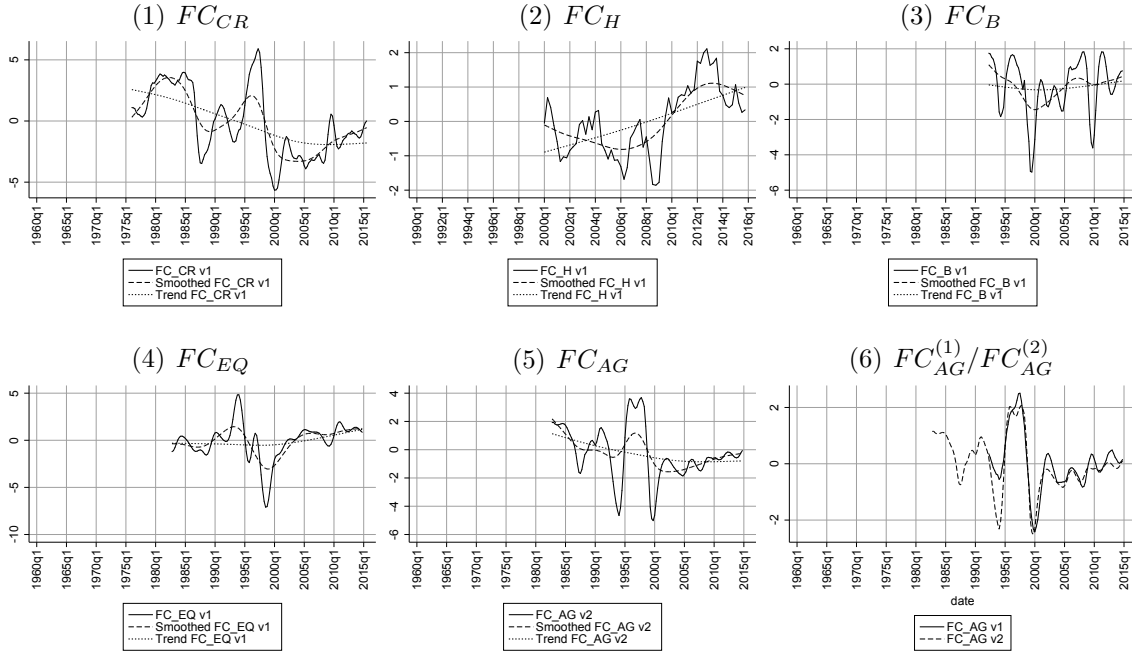 (1) FC_CR
(2) FC_H
(3) FC_B
5
0
-5
1960q1 1965q1 1970q1 1975q1 1980q1 1985q1 1990q1 1995q1 2000q1 2005q1 2010q1 2015q1
2
1
0
-1
-2
1990q1 1992q1 1994q1 1996q1 1998q1 2000q1 2002q1 2004q1 2006q1 2008q1 2010q1 2012q1 2014q1 2016q1
2
0
-2
-4
-6
1960q1 1965q1 1970q1 1975q1 1980q1 1985q1 1990q1 1995q1 2000q1 2005q1 2010q1 2015q1
FC_CR v1
Smoothed FC_CR v1
Trend FC_CR v1
FC_H v1
Smoothed FC_H v1
Trend FC_H v1
FC_B v1
Smoothed FC_B v1
Trend FC_B v1
(4) FC_EQ
(5) FC_AG
(6) FC_AG^(1)/FC_AG^(2)
5
0
-5
-10
1960q1 1965q1 1970q1 1975q1 1980q1 1985q1 1990q1 1995q1 2000q1 2005q1 2010q1 2015q1
4
2
0
-2
-4
-6
1960q1 1965q1 1970q1 1975q1 1980q1 1985q1 1990q1 1995q1 2000q1 2005q1 2010q1 2015q1
2
0
-2
1960q1 1965q1 1970q1 1975q1 1980q1 1985q1 1990q1 1995q1 2000q1 2005q1 2010q1 2015q1
date
FC_EQ v1
Smoothed FC_EQ v1
Trend FC_EQ v1
FC_AG v2
Smoothed FC_AG v2
Trend FC_AG v2
FC_AG v1
FC_AG v2